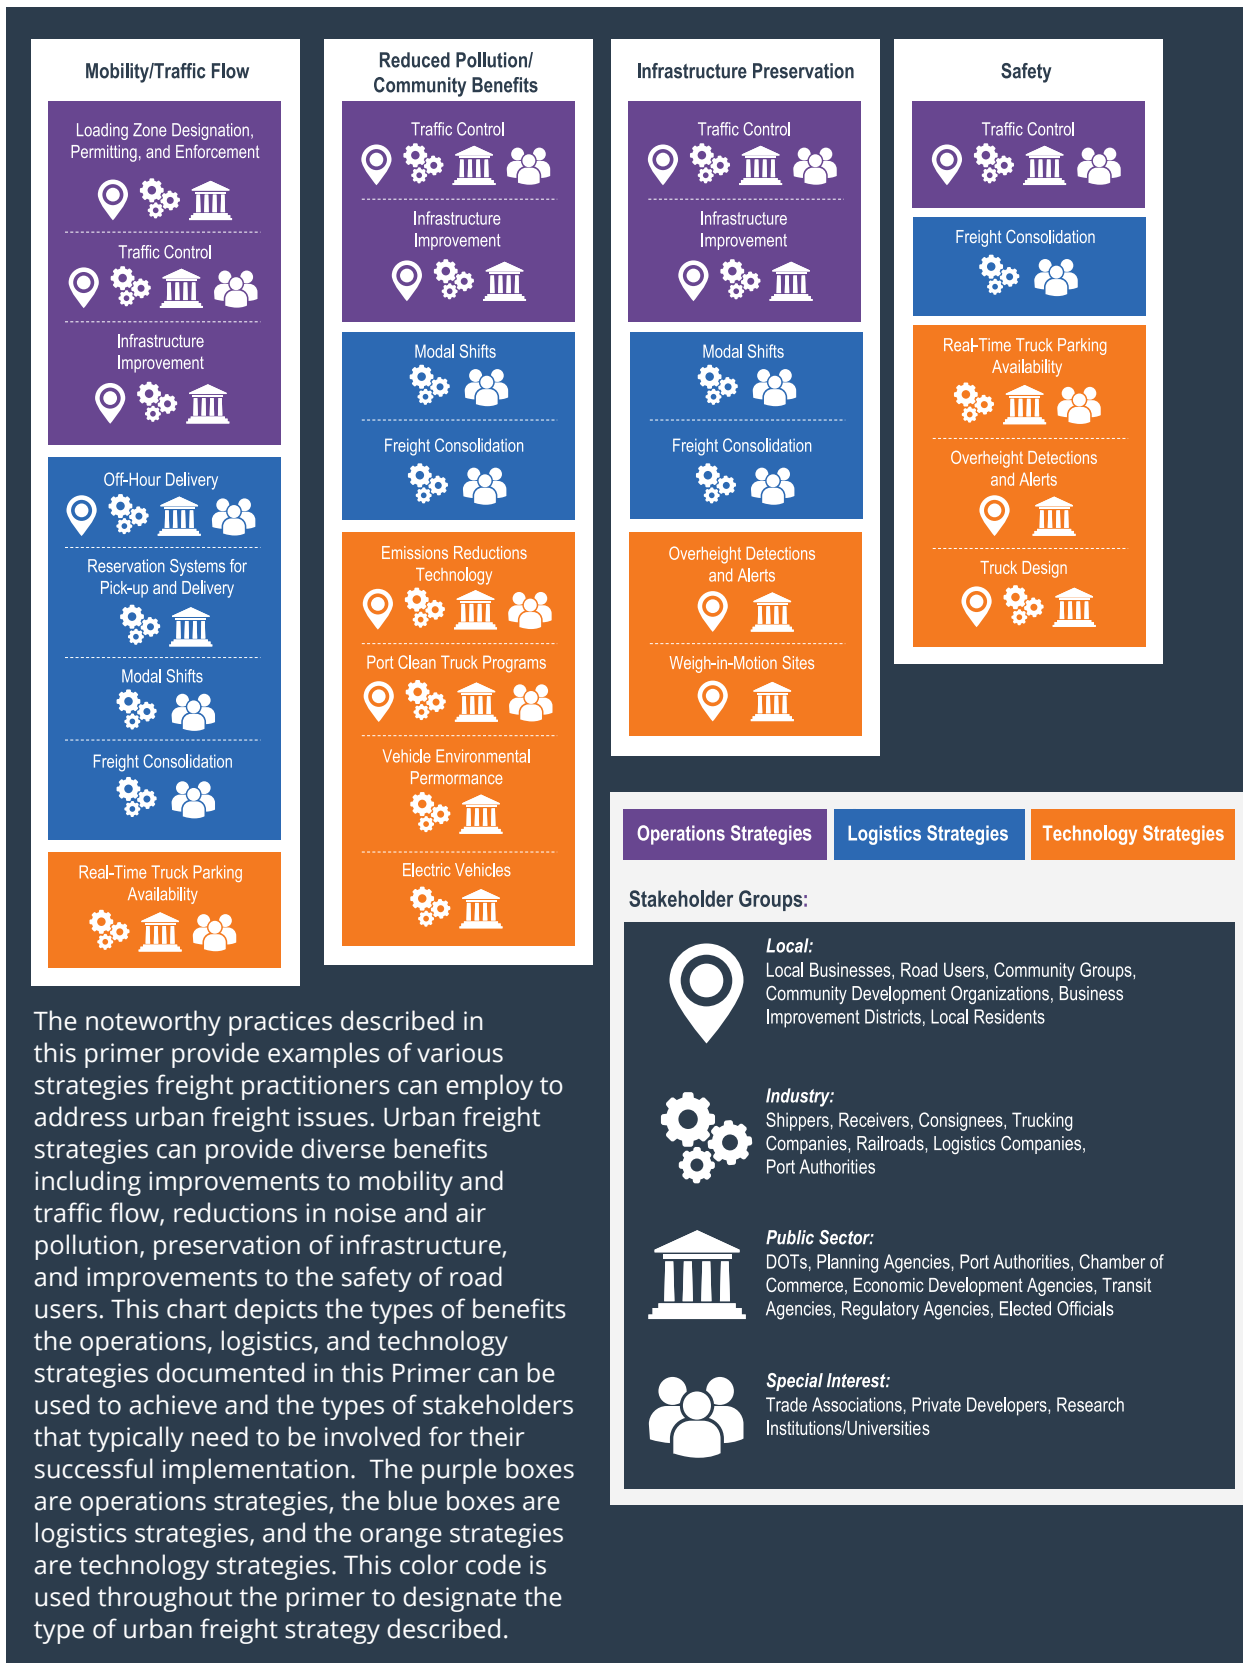 Mobility/Traffic Flow
Loading Zone Designation,
Permitting, and Enforcement
Traffic Control
Infrastructure
Improvement
Off-Hour Delivery
Reservation Systems for
Pick-up and Delivery
Modal Shifts
Freight Consolidation
Real-Time Truck Parking
Availability
Reduced Pollution/
Community Benefits
Traffic Control
Infrastructure
Improvement
Modal Shifts
Freight Consolidation
Emissions Reductions
Technology
Port Clean Truck Programs
Vehicle Environmental
Permormance
Electric Vehicles
Infrastructure Preservation
Traffic Control
Infrastructure
Improvement
Modal Shifts
Freight Consolidation
Overheight Detections
and Alerts
Weigh-in-Motion Sites
Safety
Traffic Control
Freight Consolidation
Real-Time Truck Parking
Availability
Overheight Detections
and Alerts
Truck Design
Operations Strategies
Logistics Strategies
Technology Strategies
Stakeholder Groups:
Local:
Local Businesses, Road Users, Community Groups,
Community Development Organizations, Business
Improvement Districts, Local Residents
Industry:
Shippers, Receivers, Consignees, Trucking
Companies, Railroads, Logistics Companies,
Port Authorities
Public Sector:
DOTs, Planning Agencies, Port Authorities, Chamber of
Commerce, Economic Development Agencies, Transit
Agencies, Regulatory Agencies, Elected Officials
Special Interest:
Trade Associations, Private Developers, Research
Institutions/Universities
The noteworthy practices described in
this primer provide examples of various
strategies freight practitioners can employ to
address urban freight issues. Urban freight
strategies can provide diverse benefits
including improvements to mobility and
traffic flow, reductions in noise and air
pollution, preservation of infrastructure,
and improvements to the safety of road
users. This chart depicts the types of benefits
the operations, logistics, and technology
strategies documented in this Primer can be
used to achieve and the types of stakeholders
that typically need to be involved for their
successful implementation.  The purple boxes
are operations strategies, the blue boxes are
logistics strategies, and the orange strategies
are technology strategies. This color code is
used throughout the primer to designate the
type of urban freight strategy described.